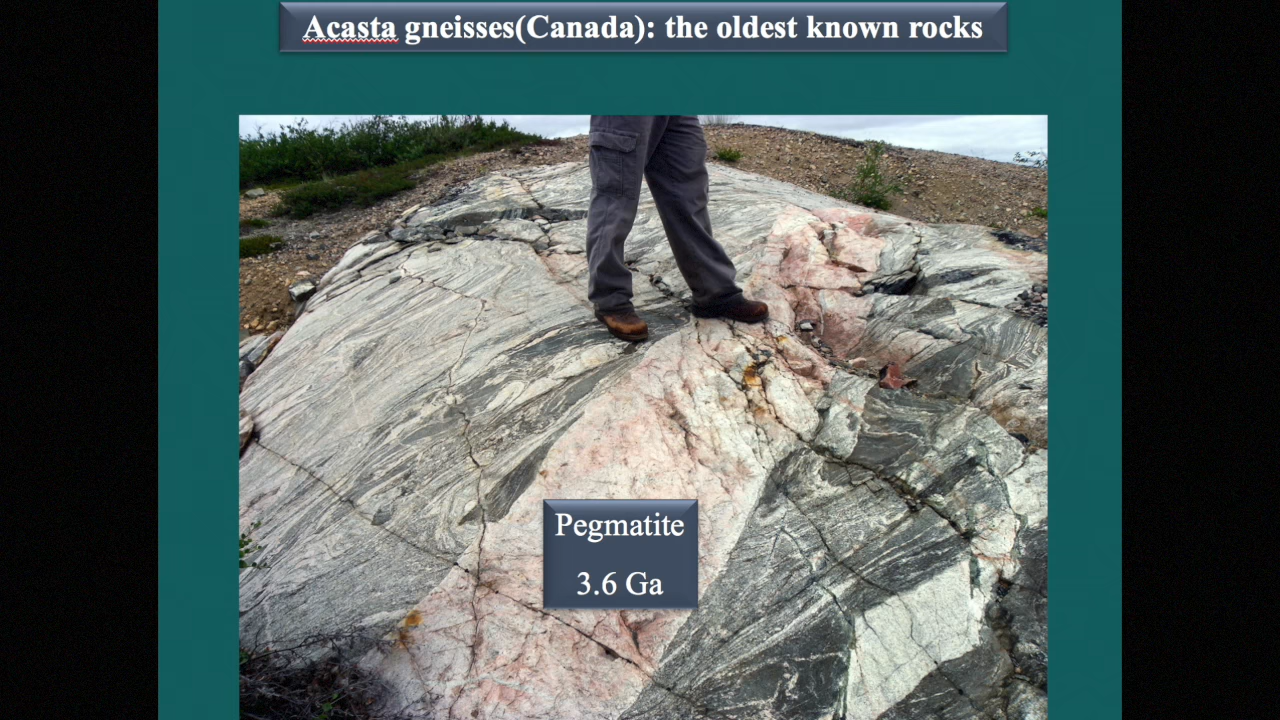 Acasta gneisses(Canada): the oldest known rocks
Pegmatite
3.6 Ga